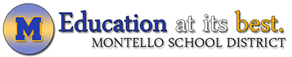 M
Education at its best.
MONTELLO SCHOOL DISTRICT